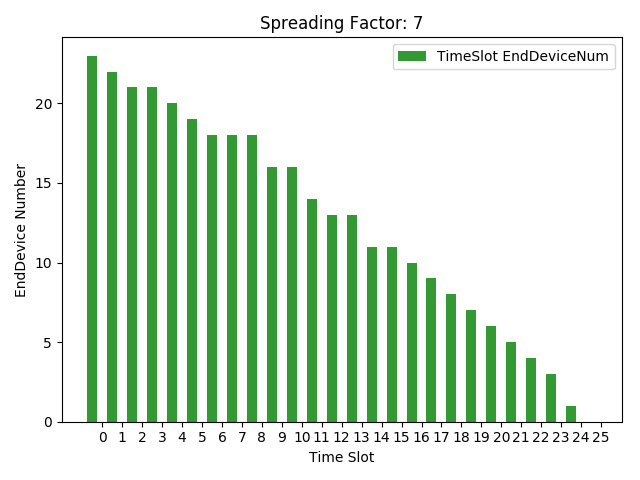 Spreading Factor: 7
TimeSlot EndDeviceNum
EndDevice Number
20
15
10
5
0
0 1 2 3 4 5 6 7 8 9 10 11 12 13 14 15 16 17 18 19 20 21 22 23 24 25
Time Slot